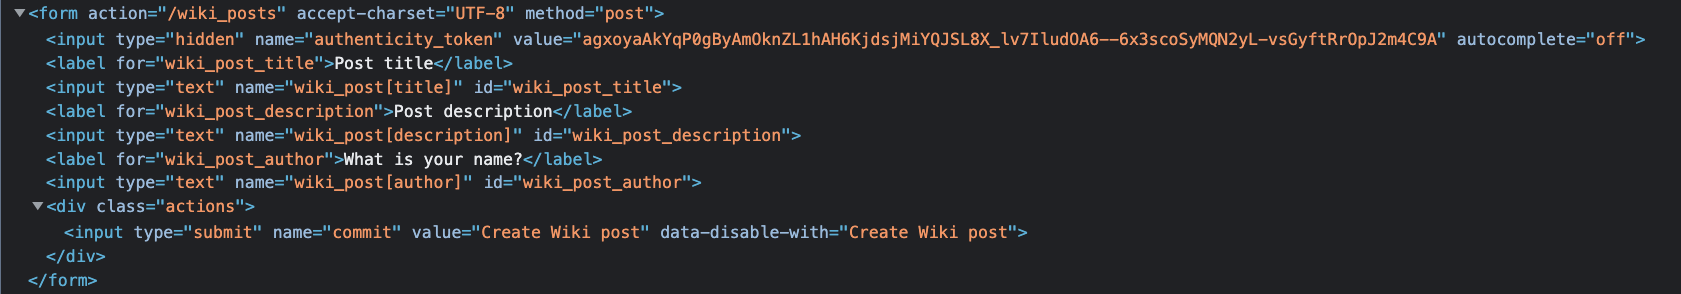 ▼<form action="/wiki_posts" accept-charset="UTF-8" method="post">
<input type="hidden" name="authenticity_token" value="agxoyaAkYqP0gByAmOknZL1hAH6KjdsjMiYQJSL8X_lv7IludOA6--6x3scoSyMQN2yL-vsGyftRrOpJ2m4C9A" autocomplete="off">
<label for="wiki_post_title">Post title</label>
<input type="text" name="wiki_post[title]" id="wiki_post_title">
<label for="wiki_post_description">Post description</label>
<input type="text" name="wiki_post[description]" id="wiki_post_description">
<label for="wiki_post_author">What is your name?</label>
<input type="text" name="wiki_post[author]" id="wiki_post_author">
▼<div class="actions">
<input type="submit" name="commit" value="Create Wiki post" data-disable-with="Create Wiki post">
</div>
</form>